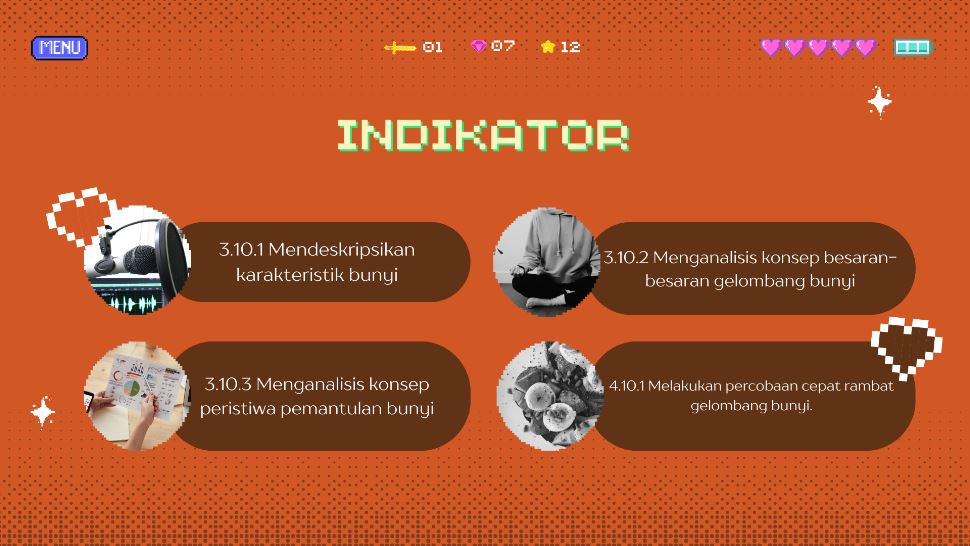 MENU
01
07
12
INDIKATOR
3.10.1 Mendeskripsikan
karakteristik bunyi
3.10.2 Menganalisis konsep besaran-
besaran gelombang bunyi
3.10.3 Menganalisis konsep
peristiwa pemantulan bunyi
4.10.1 Melakukan percobaan cepat rambat
gelombang bunyi.